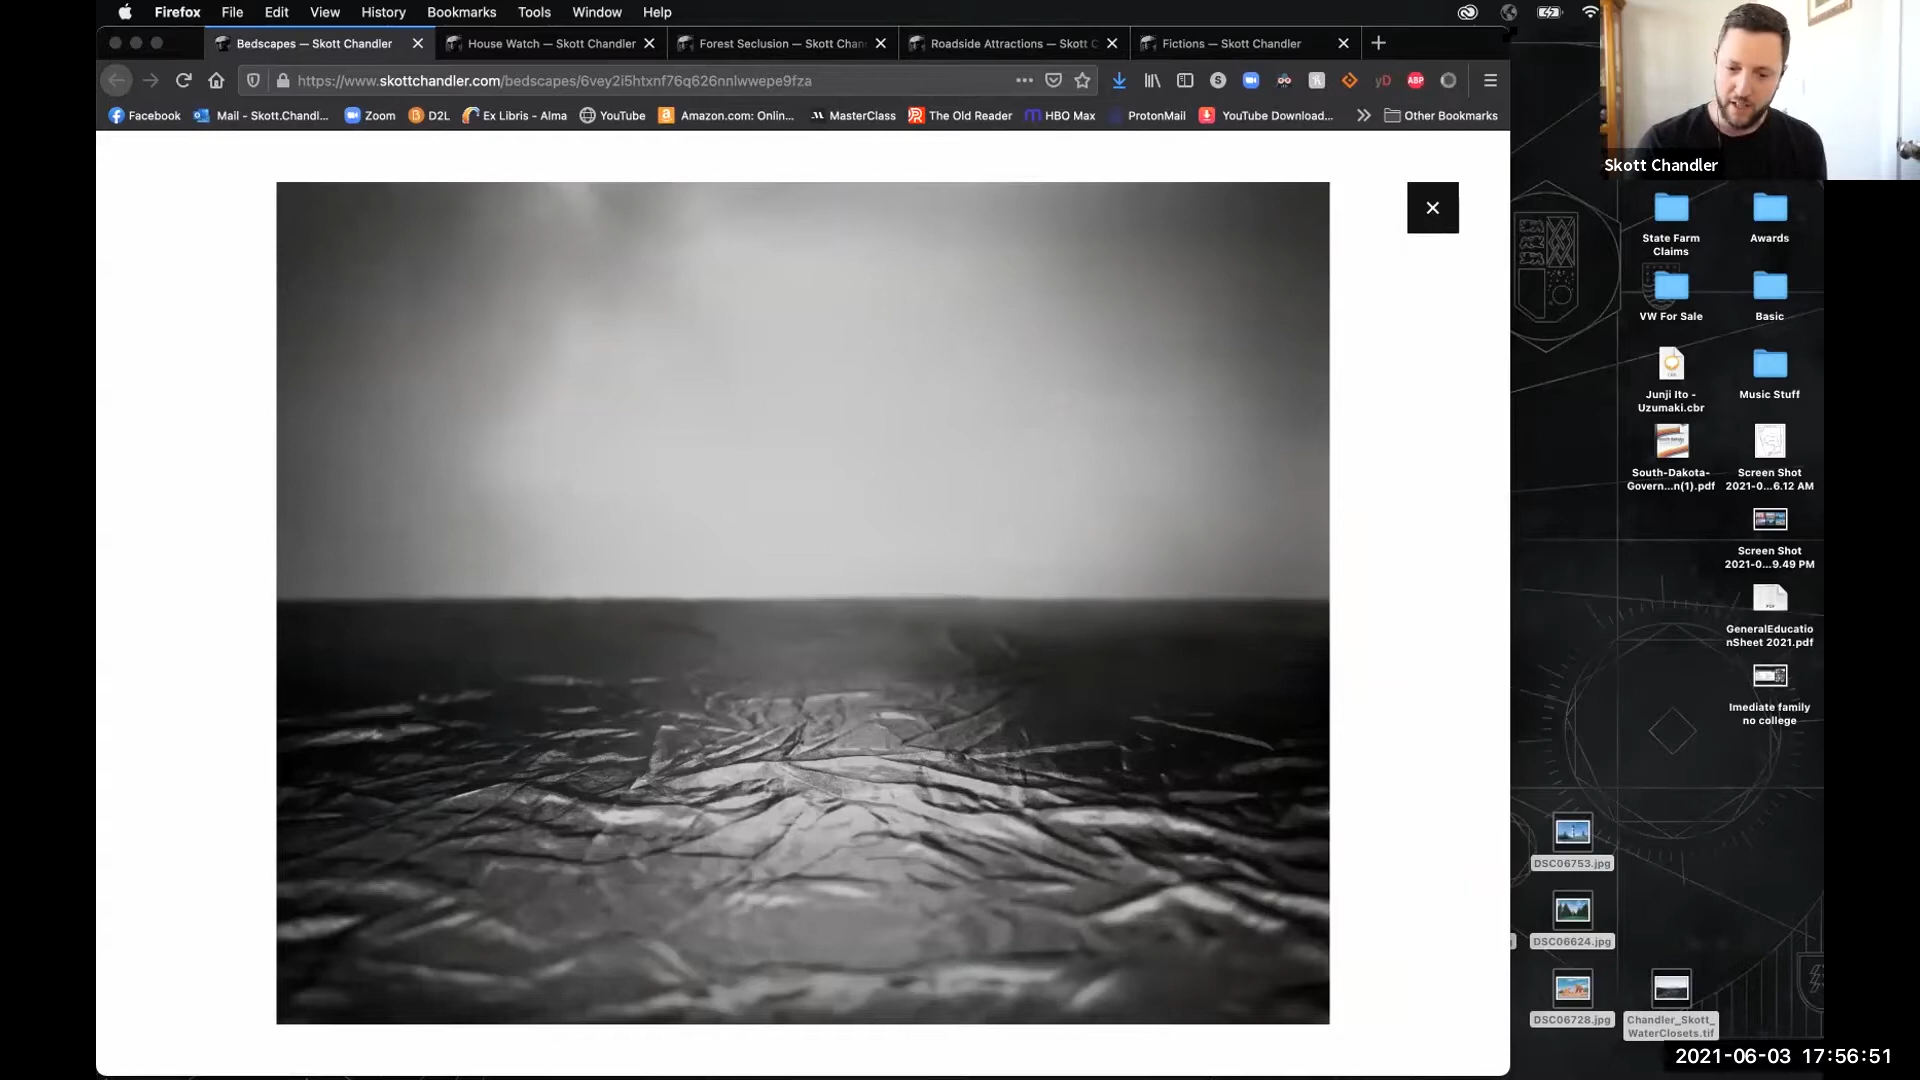 Firefox File Edit View History Bookmarks Tools Window Help
Bedscapes — Skott Chandler
House Watch — Skott Chandler
Forest Seclusion — Skott Chan
Roadside Attractions — Skott C
Fictions — Skott Chandler
https://www.skottchandler.com/bedscapes/6vey2i5htxnf76q626nnlwwepe9fza
S
yD
ABP
Facebook
Mail - Skott.Chandl...
Zoom
D2L
Ex Libris - Alma
YouTube
Amazon.com: Onlin...
MasterClass
The Old Reader
HBO Max
ProtonMail
YouTube Download...
Other Bookmarks
Skott Chandler
State Farm
Claims
Awards
VW For Sale
Basic
Junji Ito -
Uzumaki.cbr
Music Stuff
South-Dakota-
Govern...n(1).pdf
Screen Shot
2021-0...6.12 AM
Screen Shot
2021-0...9.49 PM
PDF
GeneralEducatio
nSheet 2021.pdf
Imediate family
no college
DSC06753.jpg
DSC06624.jpg
DSC06728.jpg
Chandler_Skott_
WaterClosets.tif
2021-06-03 17:56:51